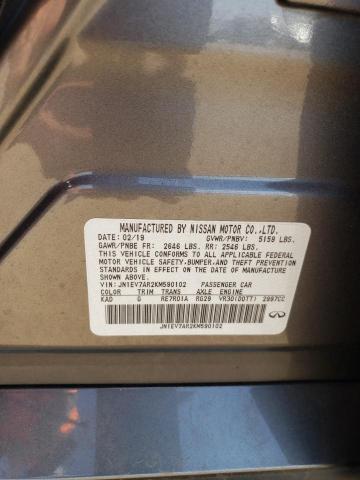 MANUFACTURED BY NISSAN MOTOR CO.,LTD.
DATE: 02/19 GVWR/PNBV: 5159 LBS.
GAWR/PNBE FR: 2646 LBS. RR: 2546 LBS.
THIS VEHICLE CONFORMS TO ALL APPLICABLE FEDERAL
MOTOR VEHICLE SAFETY,BUMPER,AND THEFT PREVENTION
STANDARDS IN EFFECT ON THE DATE OF MANUFACTURE
SHOWN ABOVE.
VIN: JN1EV7AR2KM590102 PASSENGER CAR
COLOR TRIM TRANS AXLE ENGINE
KAD G RE7R01A RG29 VR30(DDTT) 2997CC
JN1EV7AR2KM590102